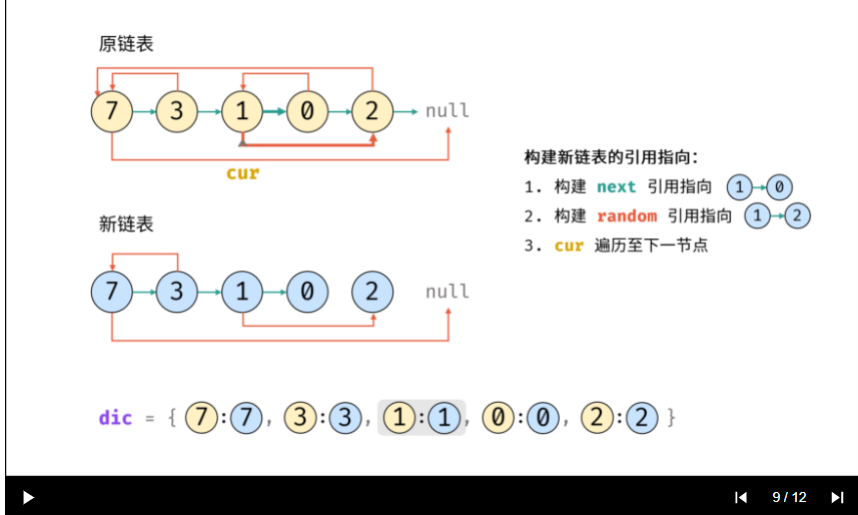 原链表
7 3 1 0 2 null
cur
构建新链表的引用指向:
1. 构建 next 引用指向 1 0
2. 构建 random 引用指向 1 2
3. cur 遍历至下一节点
新链表
7 3 1 0 2 null
dic = { 7:7, 3:3, 1:1, 0:0, 2:2 }
9 / 12